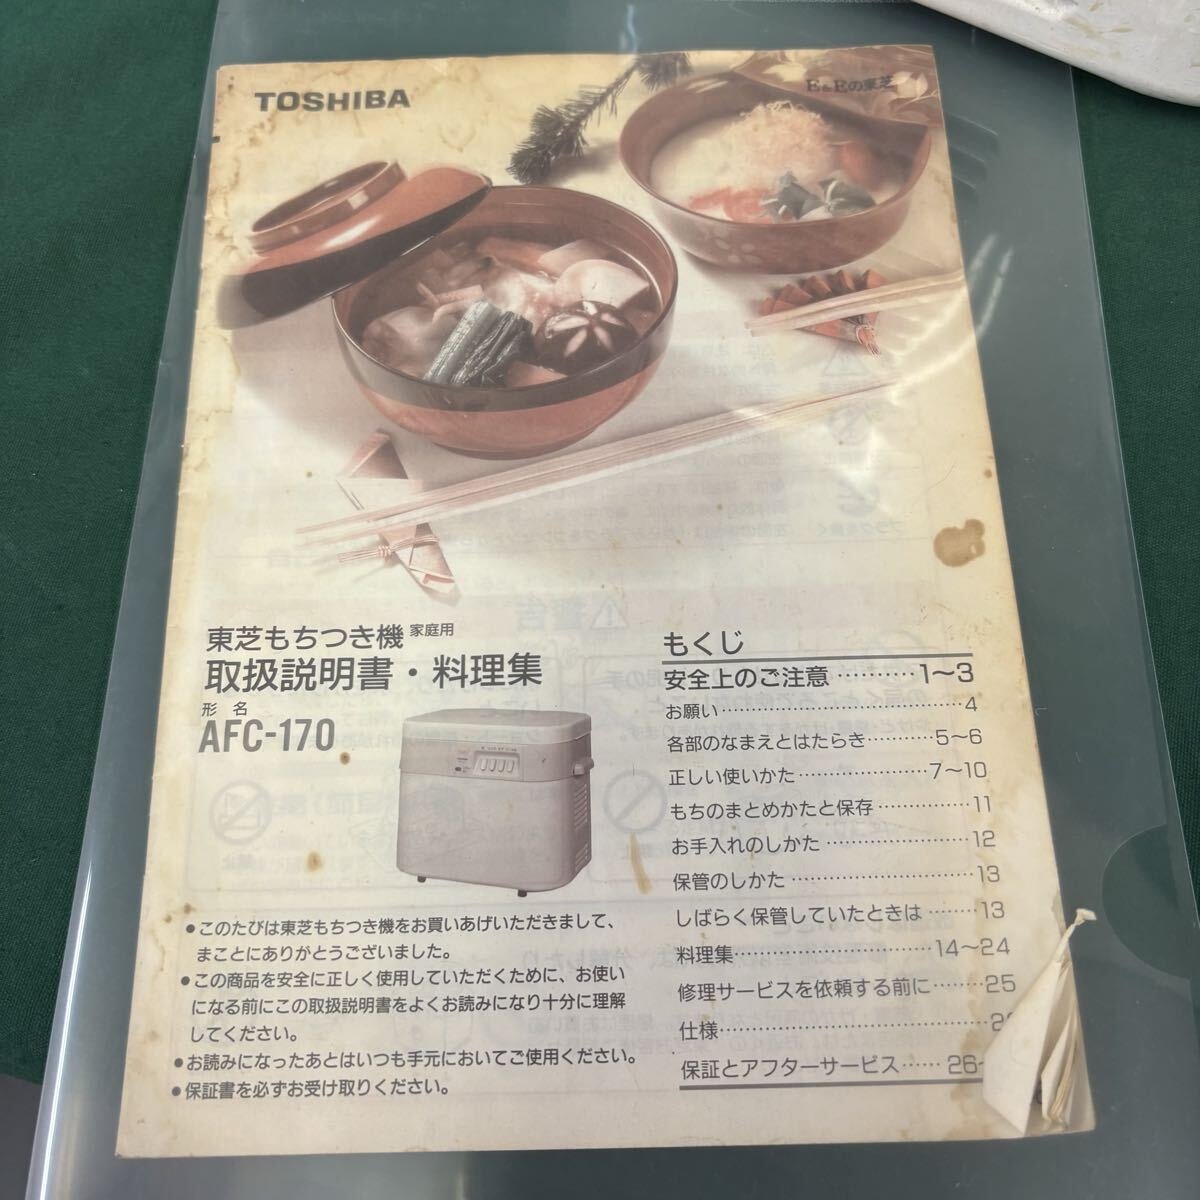 TOSHIBA
E&Eの東芝
東芝もちつき機 家庭用
取扱説明書・料理集
形名
AFC-170
●このたびは東芝もちつき機をお買いあげいただきまして、
まことにありがとうございました。
●この商品を安全に正しく使用していただくために、お使い
になる前にこの取扱説明書をよくお読みになり十分に理解
してください。
●お読みになったあとはいつも手元においてご使用ください。
●保証書を必ずお受け取りください。
もくじ
安全上のご注意 ……… 1〜3
お願い ……… 4
各部のなまえとはたらき ……… 5〜6
正しい使いかた ……… 7〜10
もちのまとめかたと保存 ……… 11
お手入れのしかた ……… 12
保管のしかた ……… 13
しばらく保管していたときは ……… 13
料理集 ……… 14〜24
修理サービスを依頼する前に ……… 25
仕様 ………
保証とアフターサービス …… 26〜